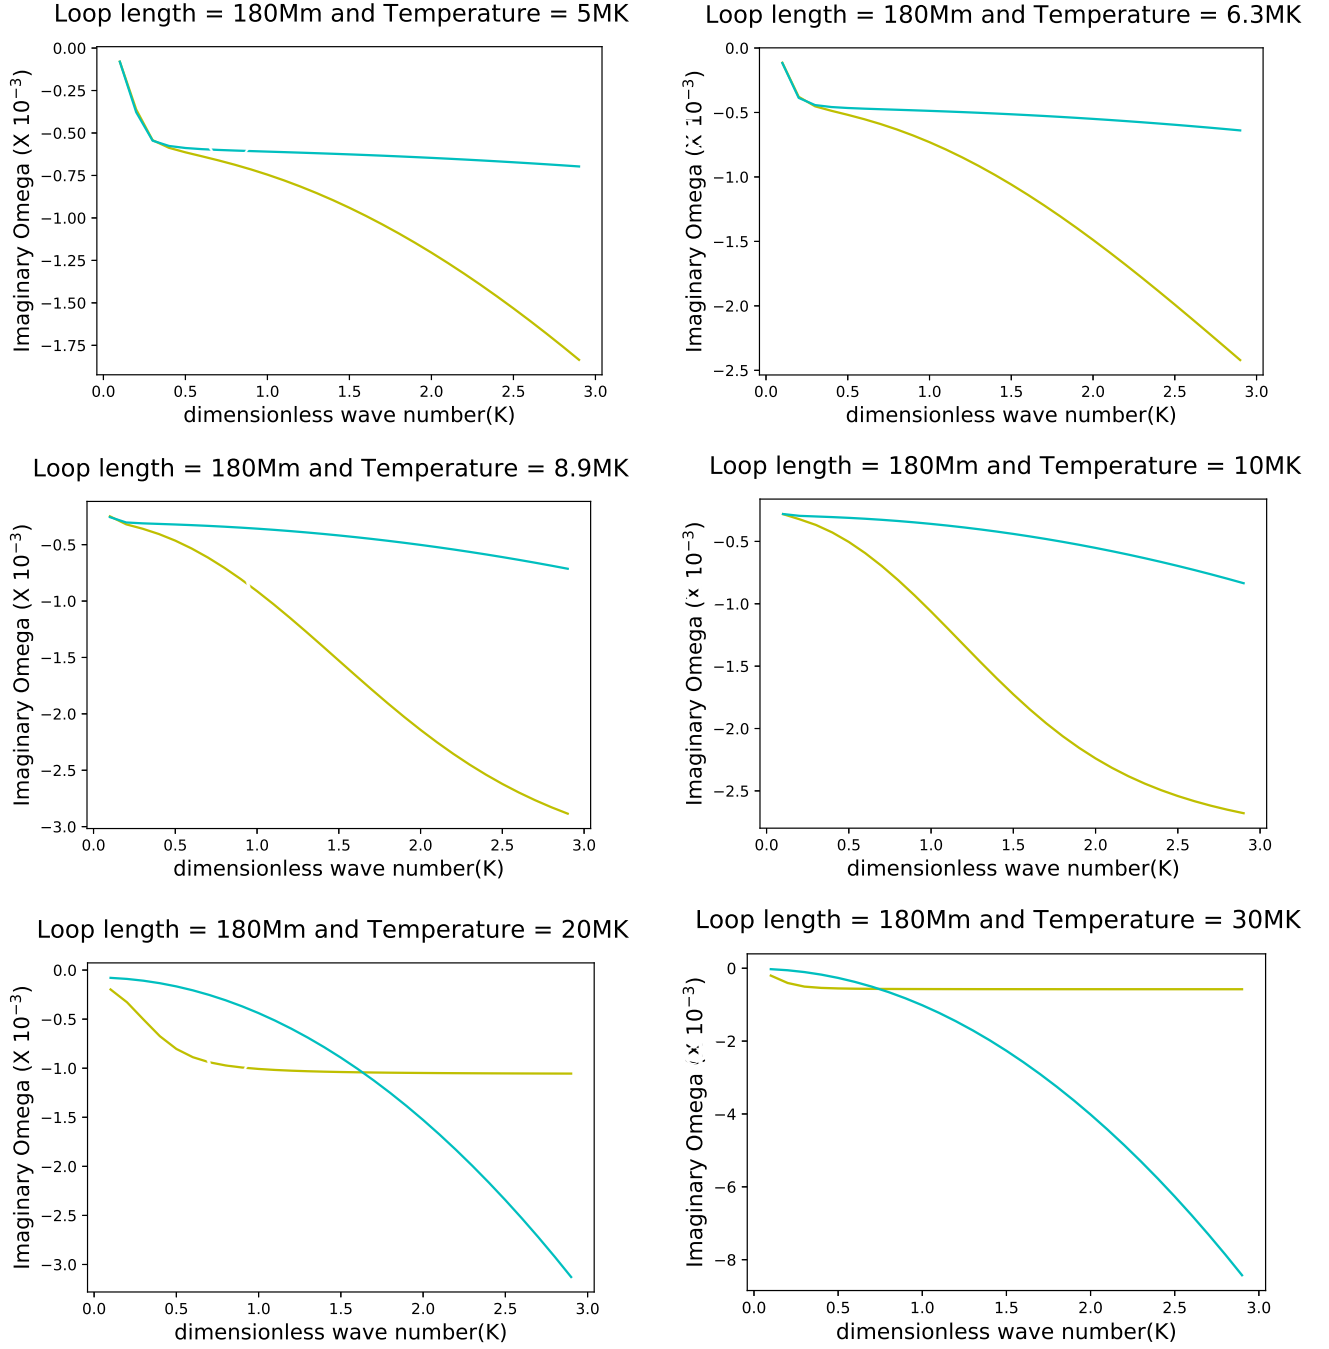 Loop length = 180Mm and Temperature = 5MK
Imaginary Omega (X 10⁻³)
0.00
−0.25
−0.50
−0.75
−1.00
−1.25
−1.50
−1.75
0.0 0.5 1.0 1.5 2.0 2.5 3.0
dimensionless wave number(K)
Loop length = 180Mm and Temperature = 6.3MK
Imaginary Omega (X 10⁻³)
0.0
−0.5
−1.0
−1.5
−2.0
−2.5
0.0 0.5 1.0 1.5 2.0 2.5 3.0
dimensionless wave number(K)
Loop length = 180Mm and Temperature = 8.9MK
Imaginary Omega (X 10⁻³)
−0.5
−1.0
−1.5
−2.0
−2.5
−3.0
0.0 0.5 1.0 1.5 2.0 2.5 3.0
dimensionless wave number(K)
Loop length = 180Mm and Temperature = 10MK
Imaginary Omega (x 10⁻³)
−0.5
−1.0
−1.5
−2.0
−2.5
0.0 0.5 1.0 1.5 2.0 2.5 3.0
dimensionless wave number(K)
Loop length = 180Mm and Temperature = 20MK
Imaginary Omega (X 10⁻³)
0.0
−0.5
−1.0
−1.5
−2.0
−2.5
−3.0
0.0 0.5 1.0 1.5 2.0 2.5 3.0
dimensionless wave number(K)
Loop length = 180Mm and Temperature = 30MK
Imaginary Omega (x 10⁻³)
0
−2
−4
−6
−8
0.0 0.5 1.0 1.5 2.0 2.5 3.0
dimensionless wave number(K)